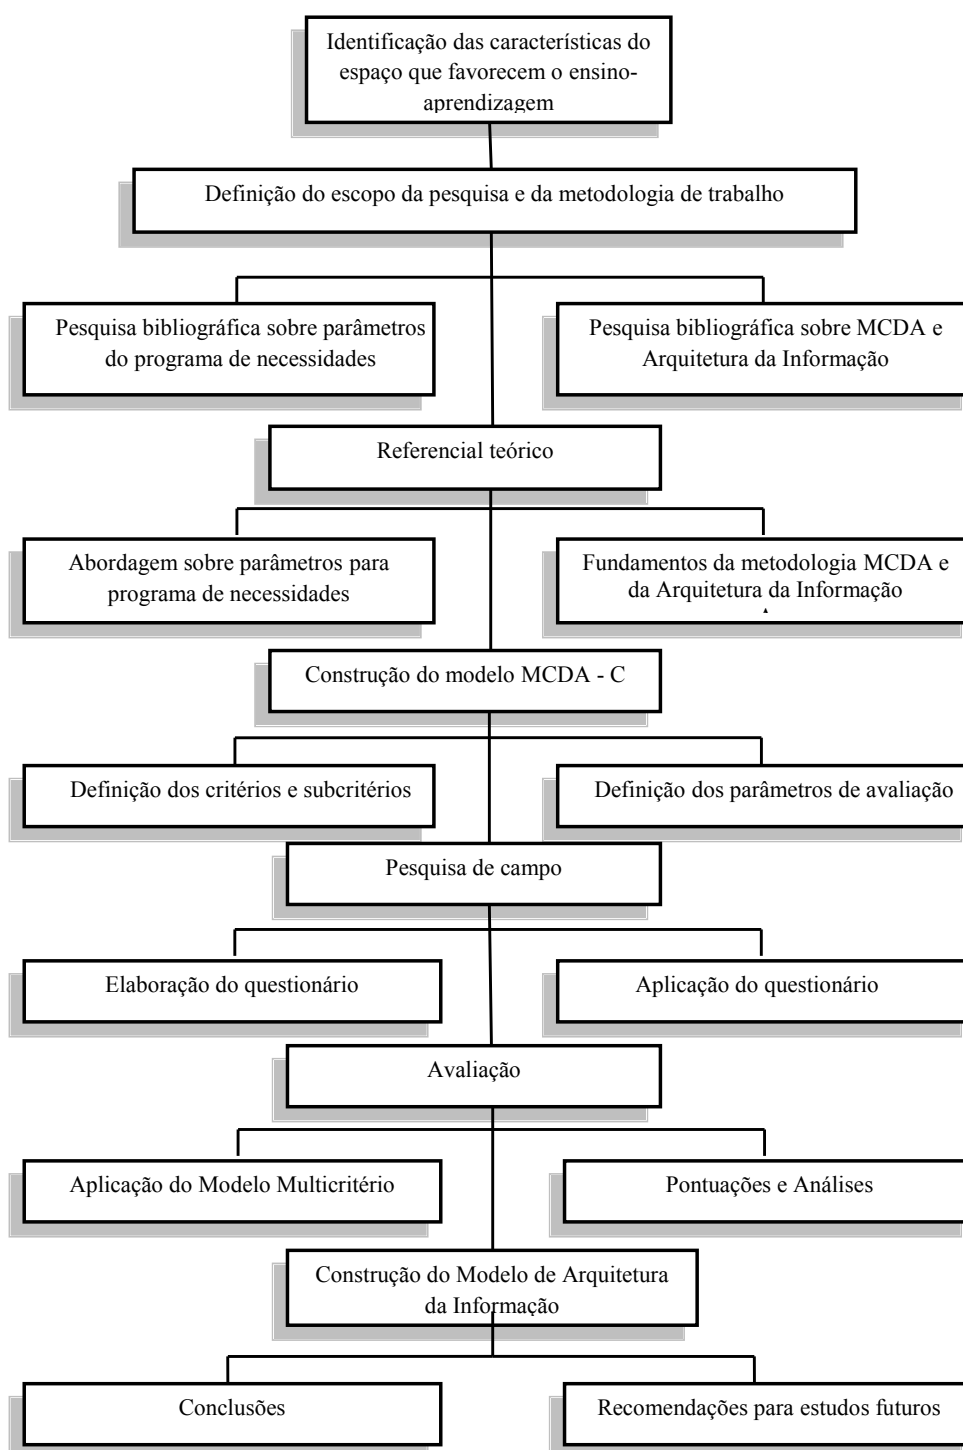 Identificação das características do
espaço que favorecem o ensino-
aprendizagem
Definição do escopo da pesquisa e da metodologia de trabalho
Pesquisa bibliográfica sobre parâmetros
do programa de necessidades
Pesquisa bibliográfica sobre MCDA e
Arquitetura da Informação
Referencial teórico
Abordagem sobre parâmetros para
programa de necessidades
Fundamentos da metodologia MCDA e
da Arquitetura da Informação
Construção do modelo MCDA - C
Definição dos critérios e subcritérios
Definição dos parâmetros de avaliação
Pesquisa de campo
Elaboração do questionário
Aplicação do questionário
Avaliação
Aplicação do Modelo Multicritério
Pontuações e Análises
Construção do Modelo de Arquitetura
da Informação
Conclusões
Recomendações para estudos futuros